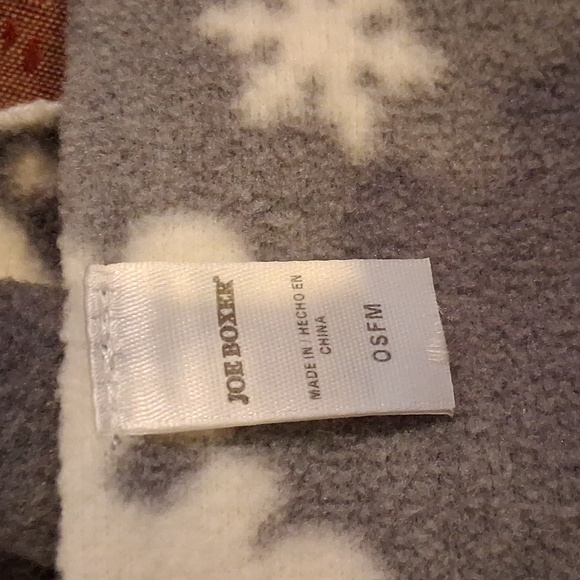 JOE BOXER®
MADE IN / HECHO EN
CHINA
OSFM